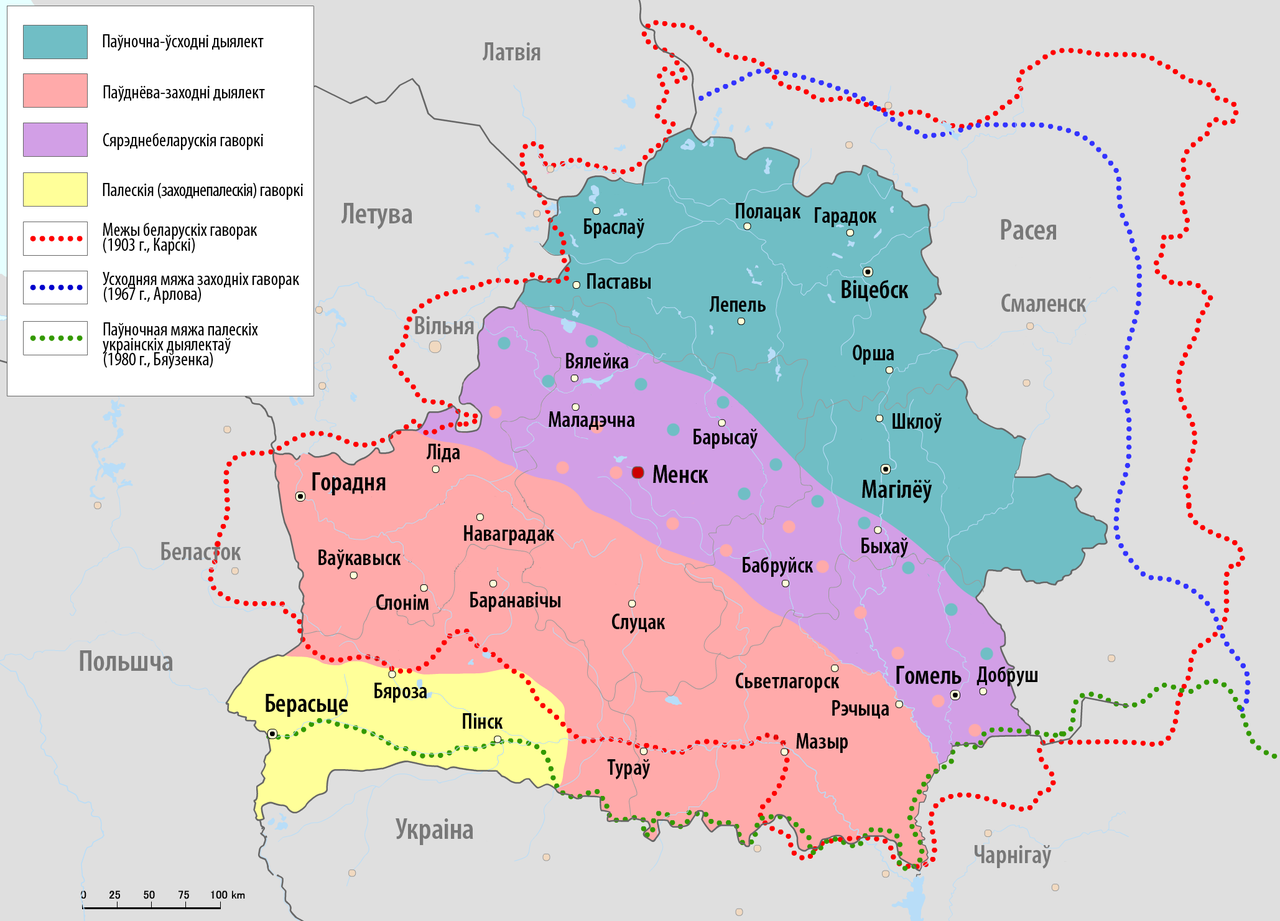 Паўночна-ўсходні дыялект
Паўднёва-заходні дыялект
Сярэднебеларускія гаворкі
Палескія (заходнепалескія) гаворкі
Межы беларускіх гаворак
(1903 г., Карскі)
Усходняя мяжа заходніх гаворак
(1967 г., Арлова)
Паўночная мяжа палескіх
украінскіх дыялектаў
(1980 г., Бяўзенка)
Латвія
Летува
Расея
Браслаў
Полацак
Гарадок
Паставы
Віцебск
Лепель
Смаленск
Вільня
Орша
Вялейка
Маладэчна
Барысаў
Шклоў
Ліда
Менск
Горадня
Магілёў
Наваградак
Беласток
Ваўкавыск
Быхаў
Бабруйск
Слонім
Баранавічы
Слуцак
Польшча
Сьветлагорск
Гомель
Добруш
Бяроза
Берасьце
Рэчыца
Пінск
Мазыр
Тураў
Украіна
Чарнігаў
0 25 50 75 100 km